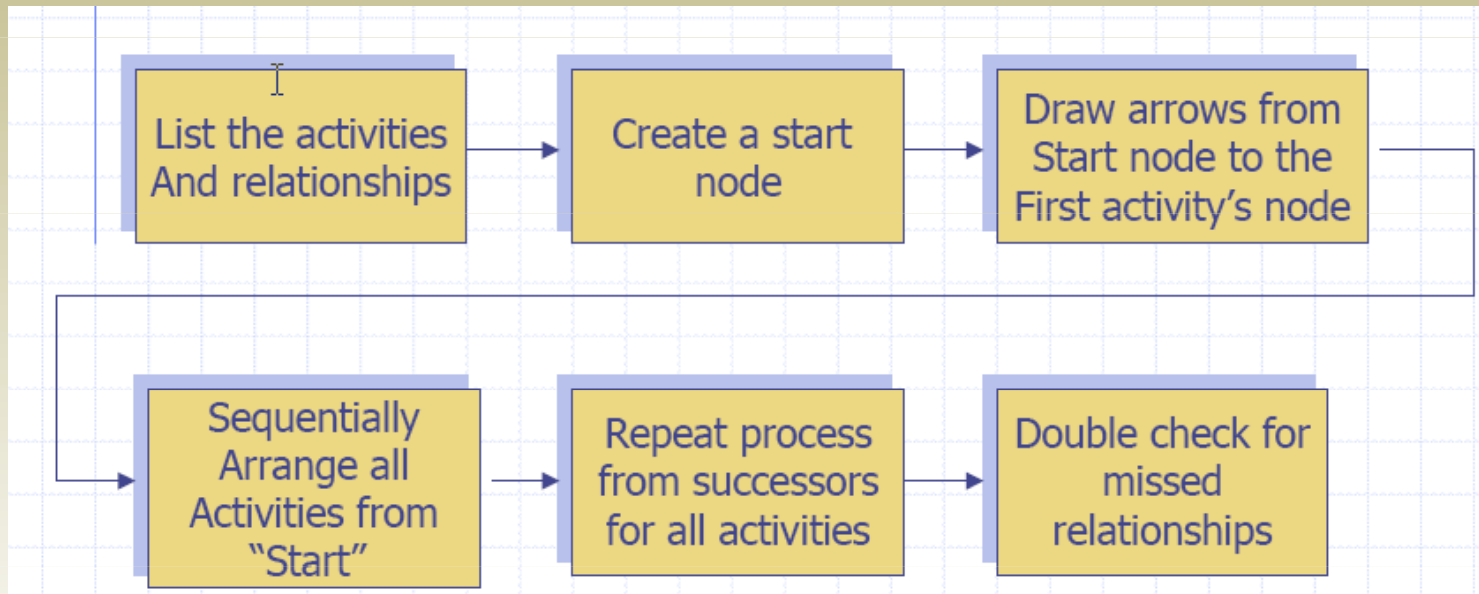 List the activities
And relationships
Create a start
node
Draw arrows from
Start node to the
First activity’s node
Sequentially
Arrange all
Activities from
“Start”
Repeat process
from successors
for all activities
Double check for
missed
relationships